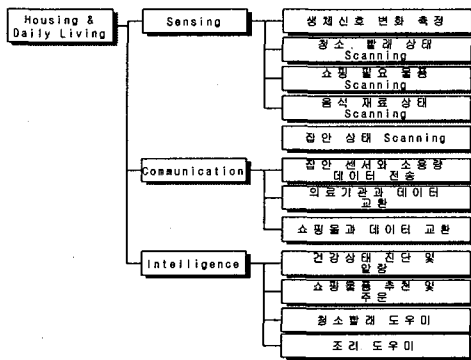 Housing &
Daily Living
Sensing
생체신호 변화 측정
청소, 빨래 상태
Scanning
쇼핑 필요 물품
Scanning
음식 재료 상태
Scanning
집안 상태 Scanning
Communication
집안 센서와 소용량
데이터 전송
의료기관과 데이터
교환
쇼핑몰과 데이터 교환
Intelligence
건강상태 진단 및
알람
쇼핑물품 추천 및
주문
청소빨래 도우미
조리 도우미